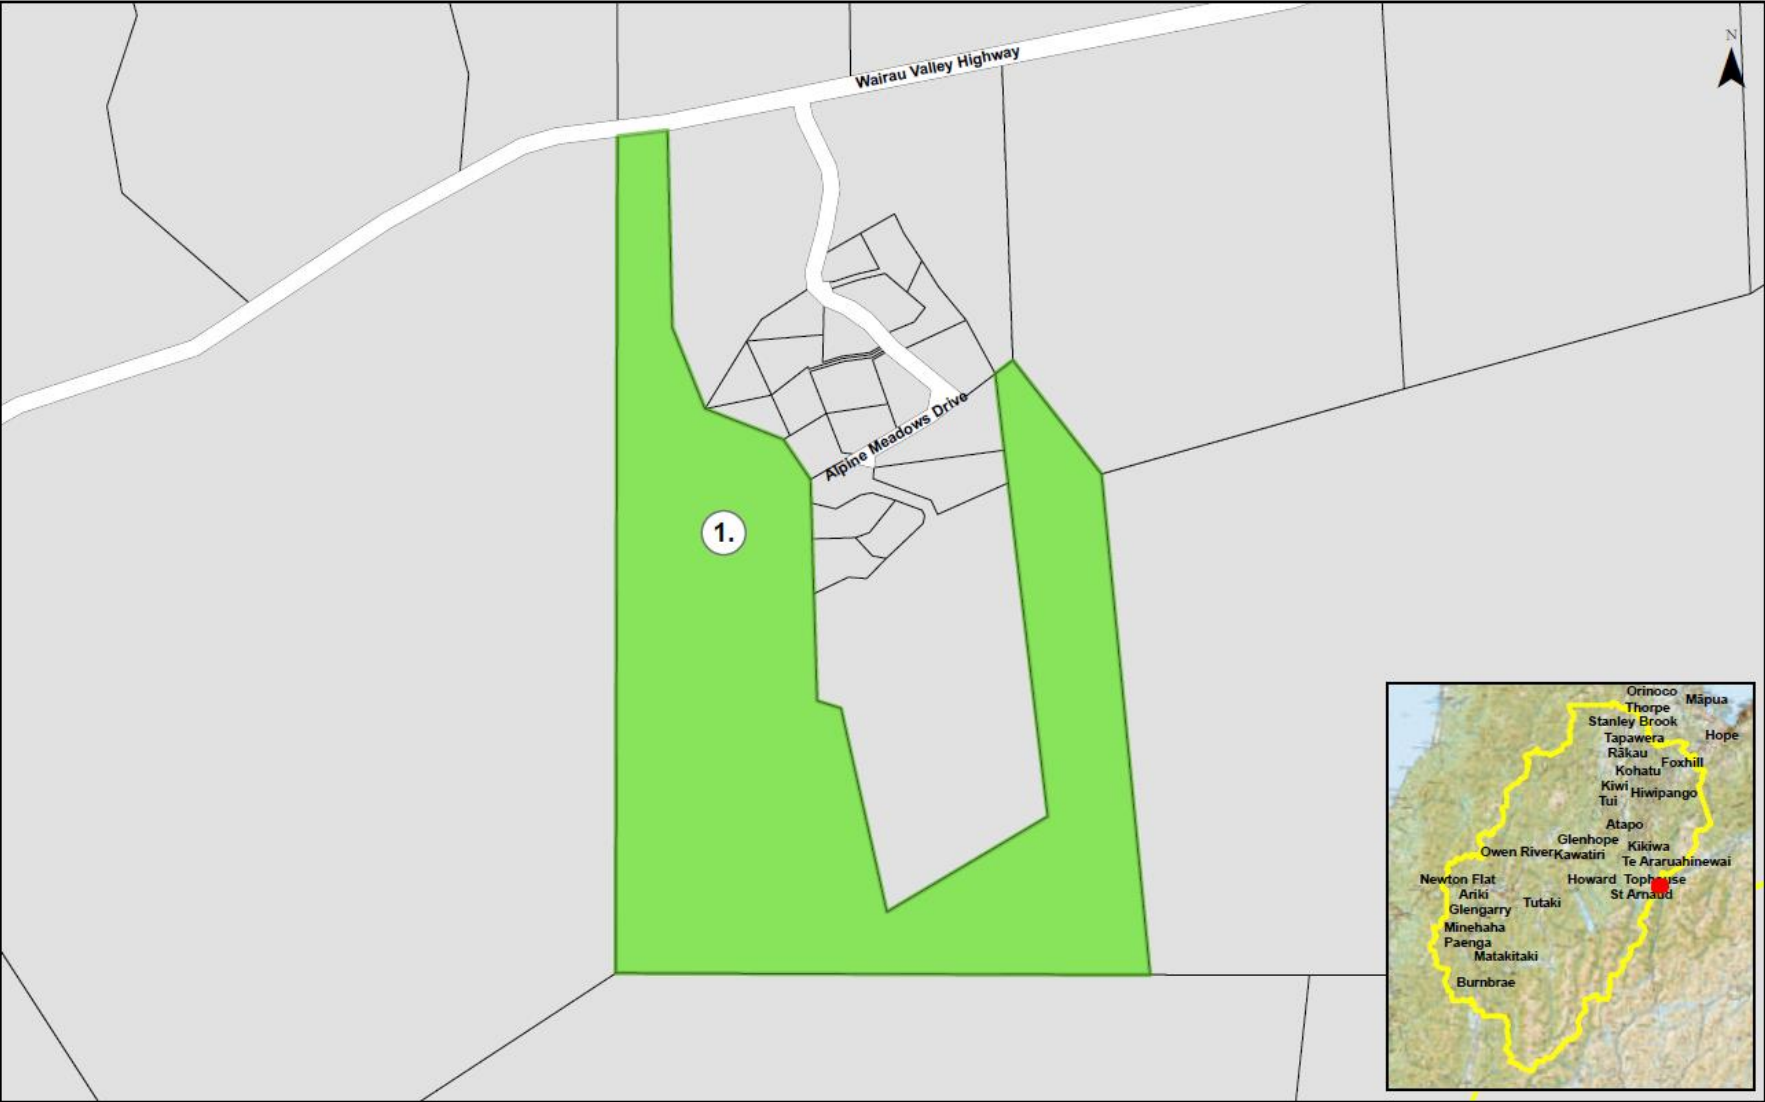 Wairau Valley Highway
N
Alpine Meadows Drive
1.
Orinoco
Māpua
Thorpe
Stanley Brook
Hope
Tapawera
Rākau
Foxhill
Kohatu
Kiwi
Hiwipango
Tui
Atapo
Glenhope
Kikiwa
Owen River
Kawatiri
Te Araruahinewai
Newton Flat
Howard
Tophouse
Ariki
St Arnaud
Tutaki
Glengarry
Minehaha
Paenga
Matakitaki
Burnbrae